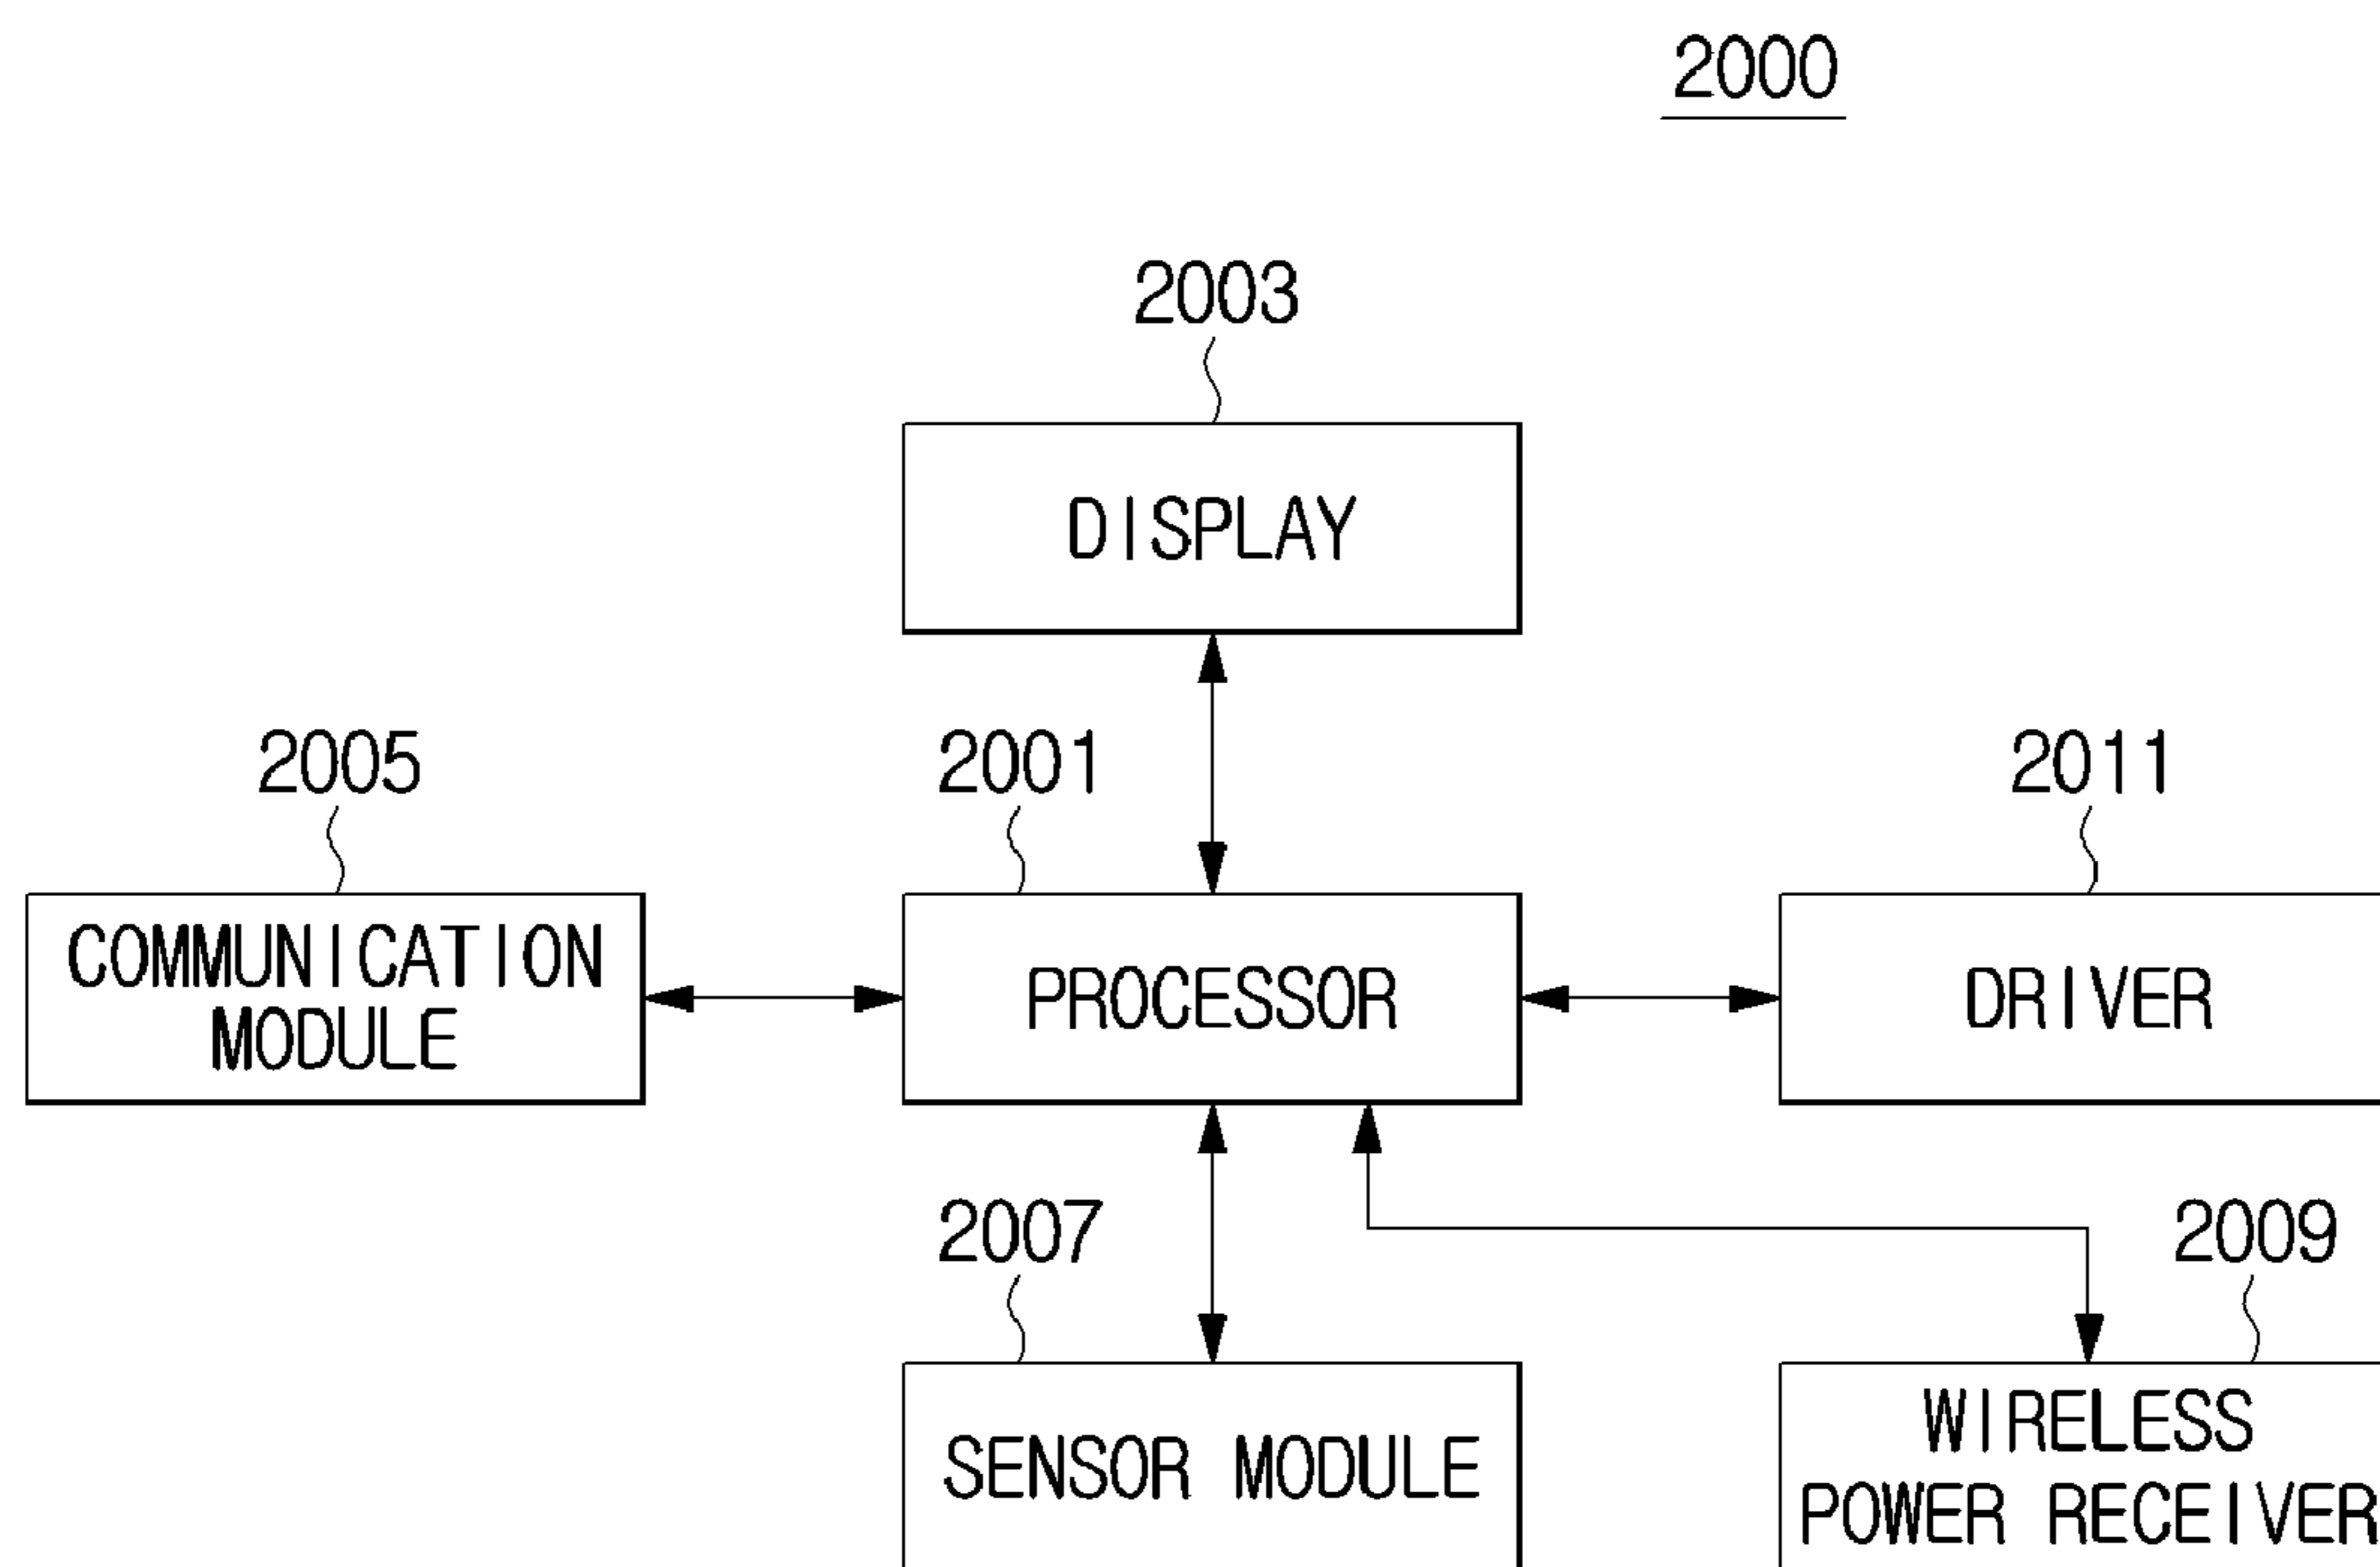 2000
2003
DISPLAY
2005
2001
2011
COMMUNICATION
MODULE
PROCESSOR
DRIVER
2007
2009
SENSOR MODULE
WIRELESS
POWER RECEIVER